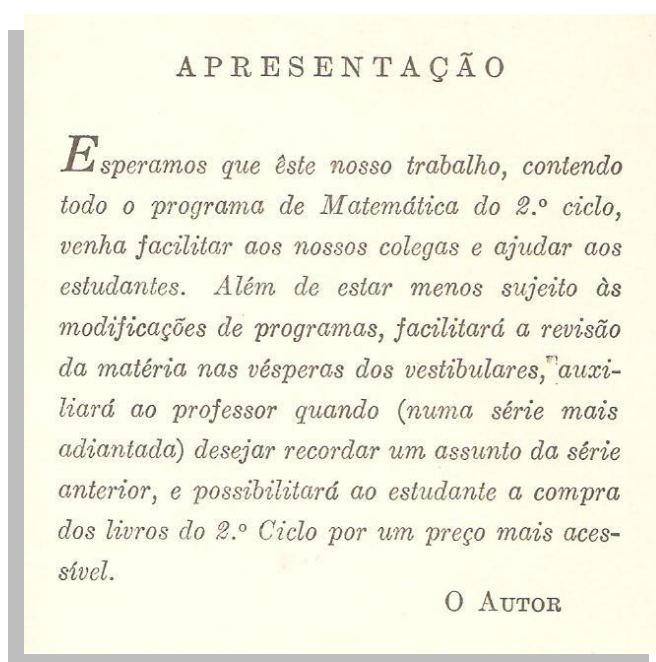 APRESENTAÇÃO
Esperamos que êste nosso trabalho, contendo
todo o programa de Matemática do 2.º ciclo,
venha facilitar aos nossos colegas e ajudar aos
estudantes. Além de estar menos sujeito às
modificações de programas, facilitará a revisão
da matéria nas vésperas dos vestibulares, auxi-
liará ao professor quando (numa série mais
adiantada) desejar recordar um assunto da série
anterior, e possibilitará ao estudante a compra
dos livros do 2.º Ciclo por um preço mais aces-
sível.
O AUTOR